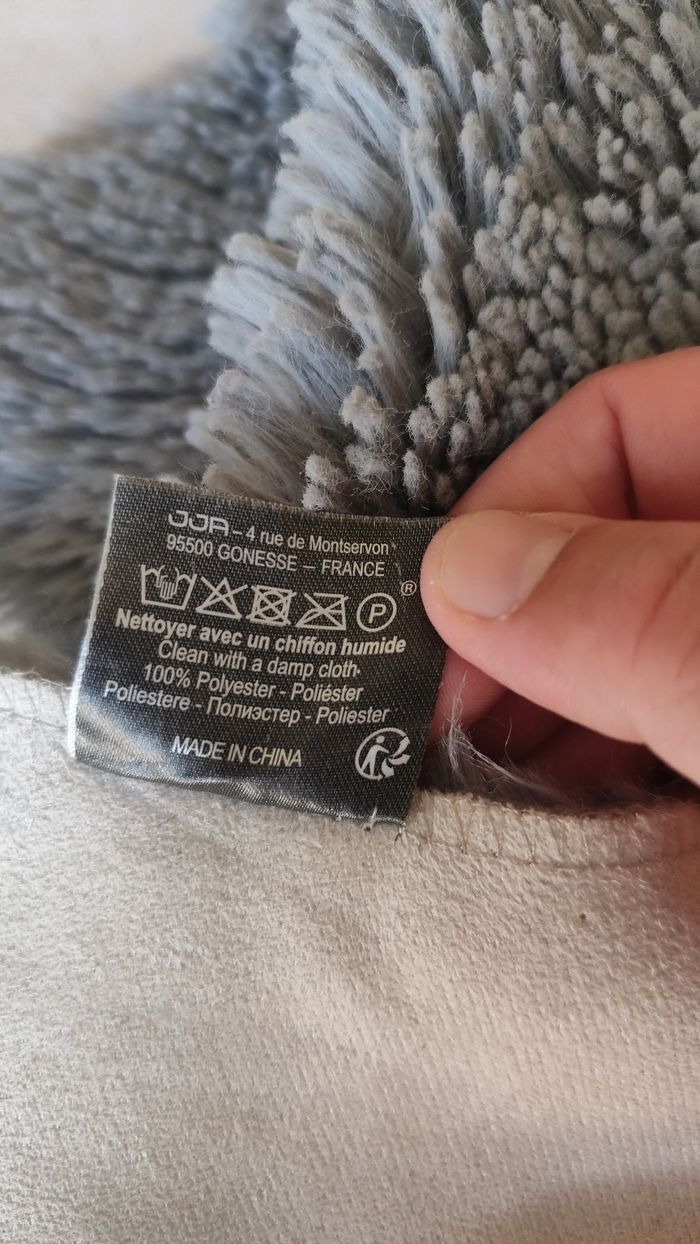 JJA – 4 rue de Montservon
95500 GONESSE – FRANCE
P ®
Nettoyer avec un chiffon humide
Clean with a damp cloth
100% Polyester - Poliéster
Poliestere - Полиэстер - Poliester
MADE IN CHINA